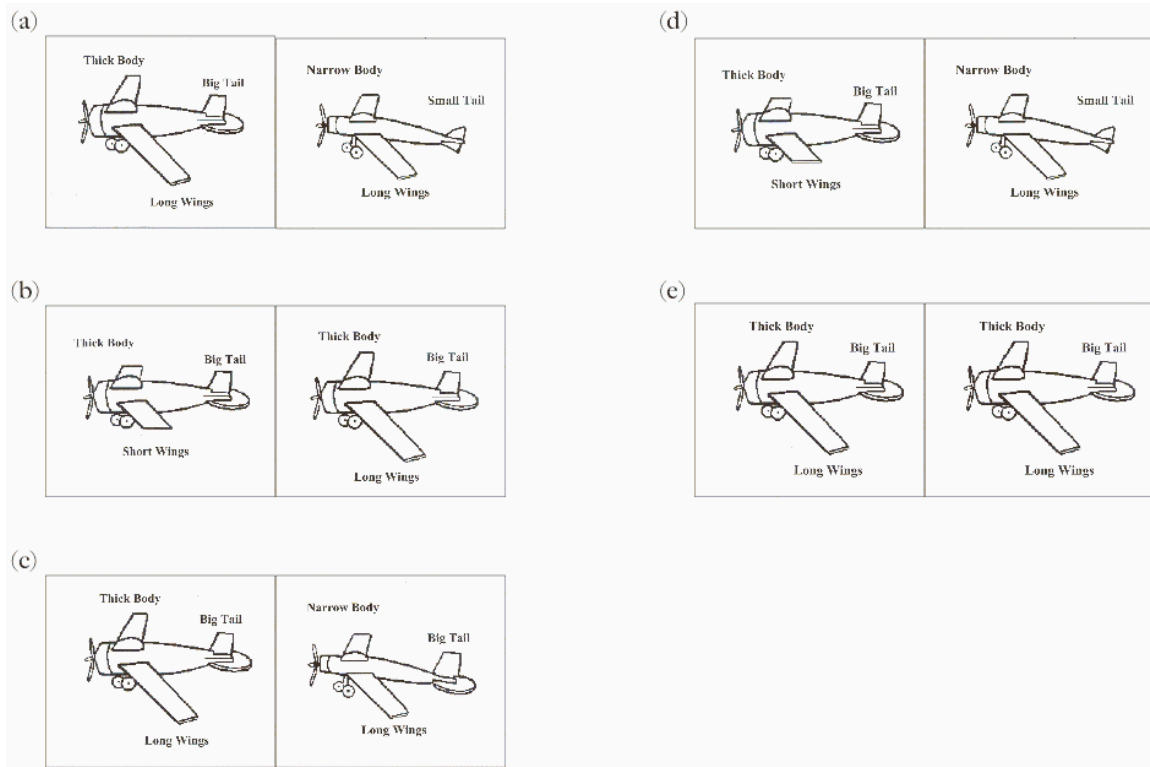 (a)
Thick Body
Big Tail
Long Wings
Narrow Body
Small Tail
Long Wings
(b)
Thick Body
Big Tail
Short Wings
Thick Body
Big Tail
Long Wings
(c)
Thick Body
Big Tail
Long Wings
Narrow Body
Big Tail
Long Wings
(d)
Thick Body
Big Tail
Short Wings
Narrow Body
Small Tail
Long Wings
(e)
Thick Body
Big Tail
Long Wings
Thick Body
Big Tail
Long Wings